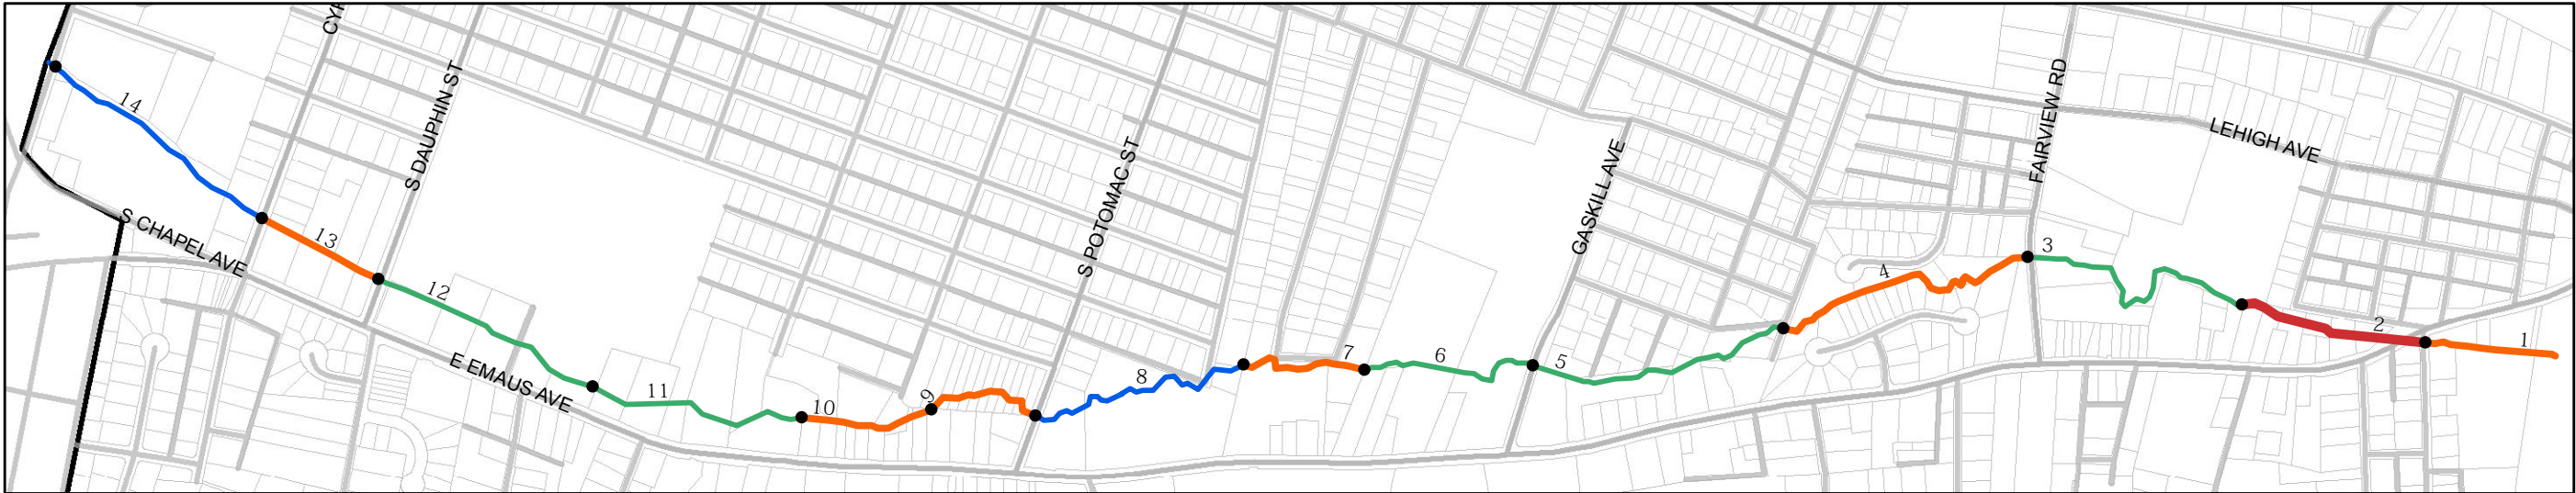 14
S DAUPHIN ST
S CHAPEL AVE
13
12
E EMAUS AVE
11
10
9
S POTOMAC ST
8
7
6
GASKILL AVE
5
4
FAIRVIEW RD
3
LEHIGH AVE
2
1